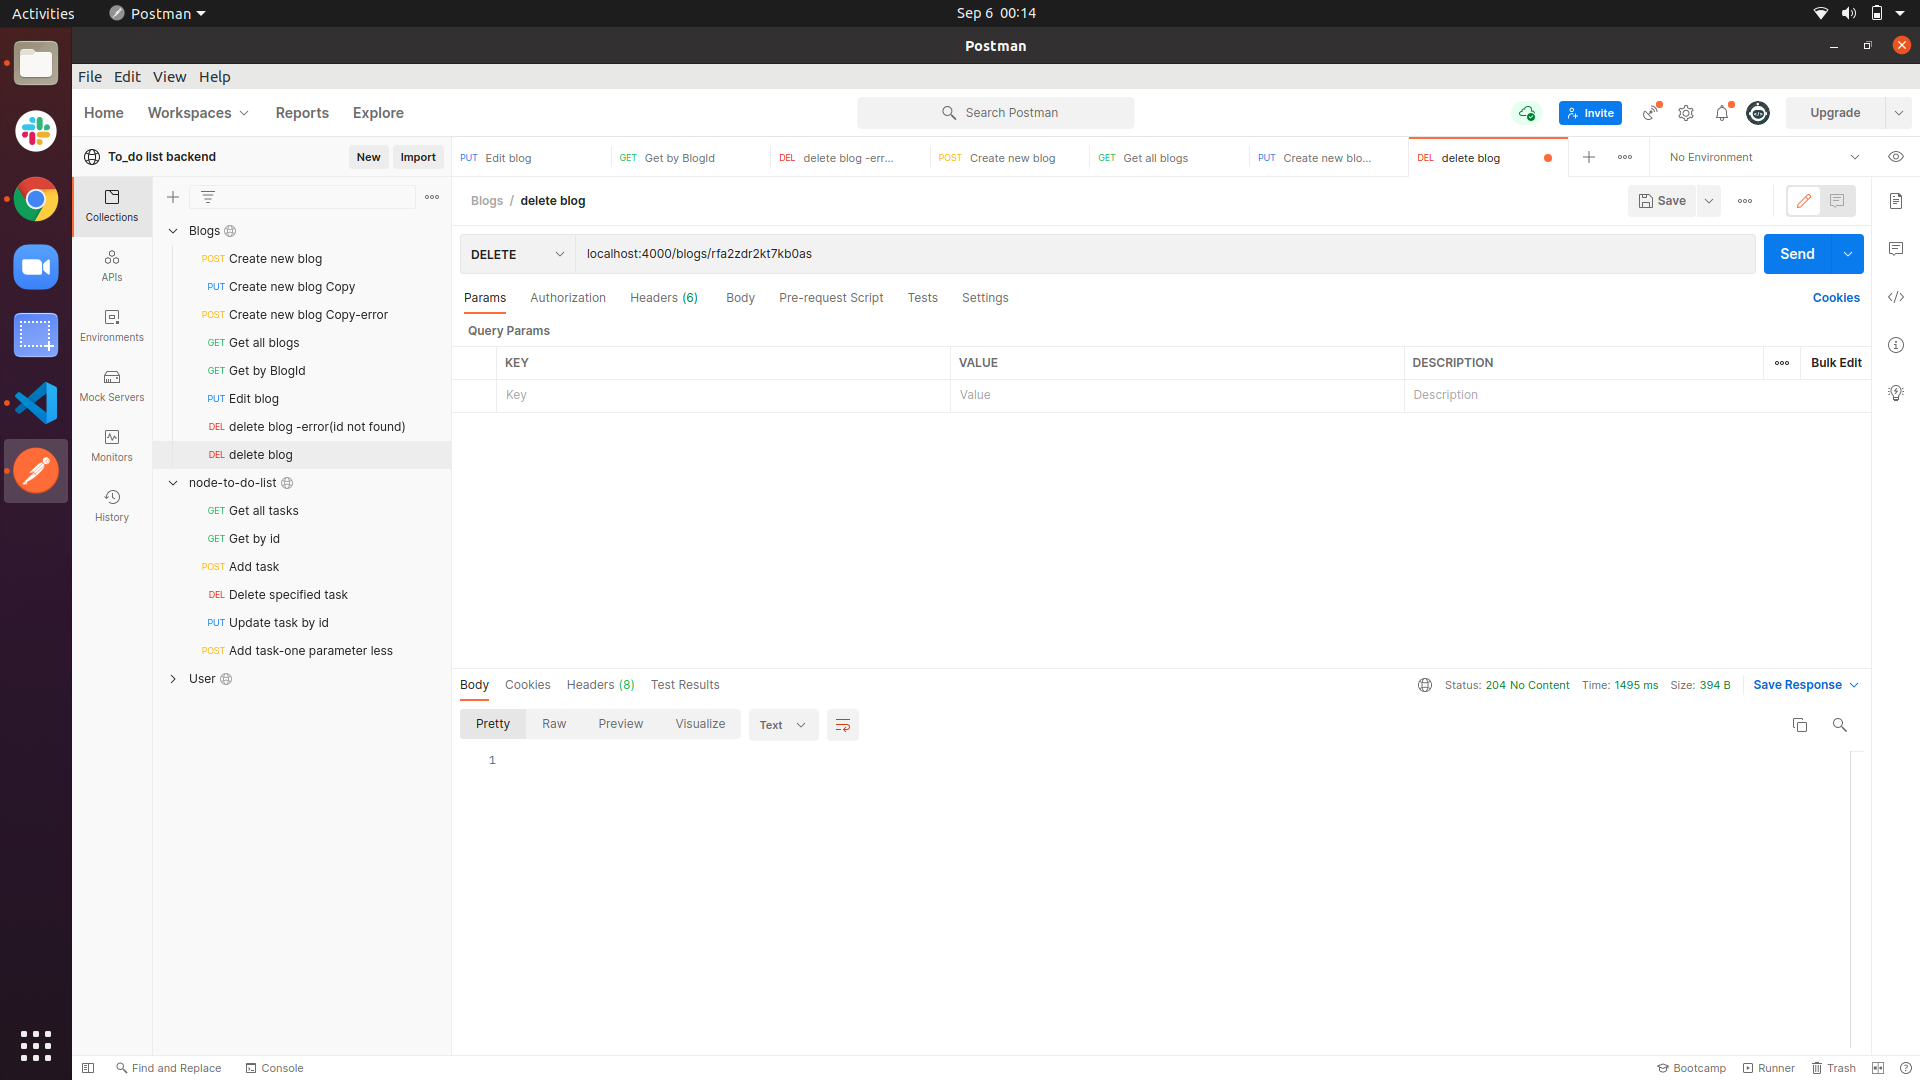 Activities
Postman
Sep 6 00:14
Postman
File Edit View Help
Home Workspaces Reports Explore
Search Postman
Invite
Upgrade
To_do list backend
New
Import
PUT Edit blog
GET Get by BlogId
DEL delete blog -err...
POST Create new blog
GET Get all blogs
PUT Create new blo...
DEL delete blog
No Environment
Collections
APIs
Environments
Mock Servers
Monitors
History
Blogs
POST Create new blog
PUT Create new blog Copy
POST Create new blog Copy-error
GET Get all blogs
GET Get by BlogId
PUT Edit blog
DEL delete blog -error(id not found)
DEL delete blog
node-to-do-list
GET Get all tasks
GET Get by id
POST Add task
DEL Delete specified task
PUT Update task by id
POST Add task-one parameter less
User
Blogs / delete blog
Save
DELETE
localhost:4000/blogs/rfa2zdr2kt7kb0as
Send
Params Authorization Headers (6) Body Pre-request Script Tests Settings
Cookies
Query Params
KEY VALUE DESCRIPTION
Bulk Edit
Key Value Description
Body Cookies Headers (8) Test Results
Status: 204 No Content Time: 1495 ms Size: 394 B
Save Response
Pretty Raw Preview Visualize
Text
1
Find and Replace
Console
Bootcamp
Runner
Trash